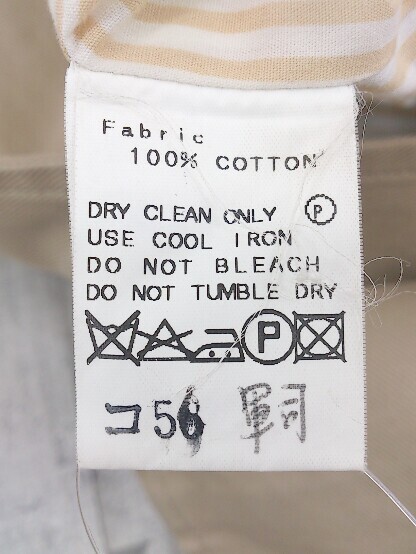 Fabric
100% COTTON
DRY CLEAN ONLY Ⓟ
USE COOL IRON
DO NOT BLEACH
DO NOT TUMBLE DRY
P
コ56